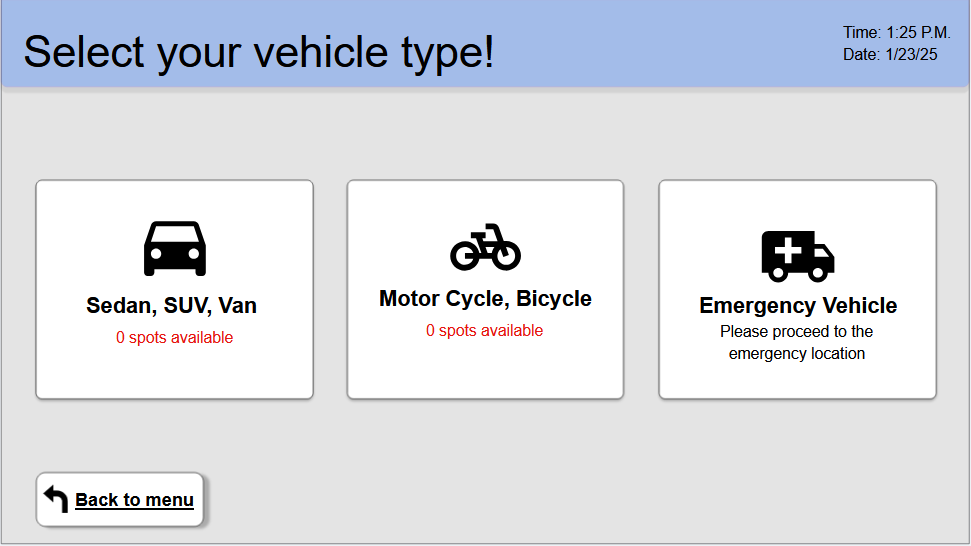 Select your vehicle type!
Time: 1:25 P.M.
Date: 1/23/25
Sedan, SUV, Van
0 spots available
Motor Cycle, Bicycle
0 spots available
Emergency Vehicle
Please proceed to the
emergency location
Back to menu